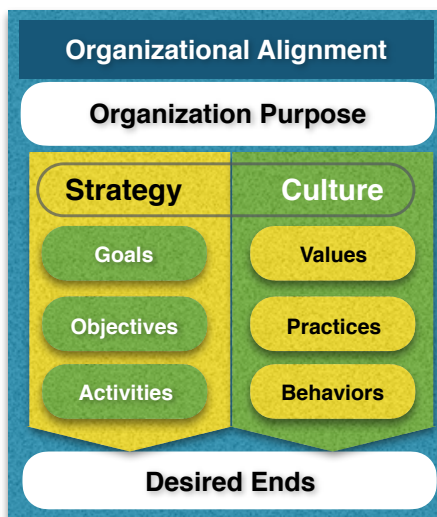 Organizational Alignment
Organization Purpose
Strategy
Culture
Goals
Values
Objectives
Practices
Activities
Behaviors
Desired Ends